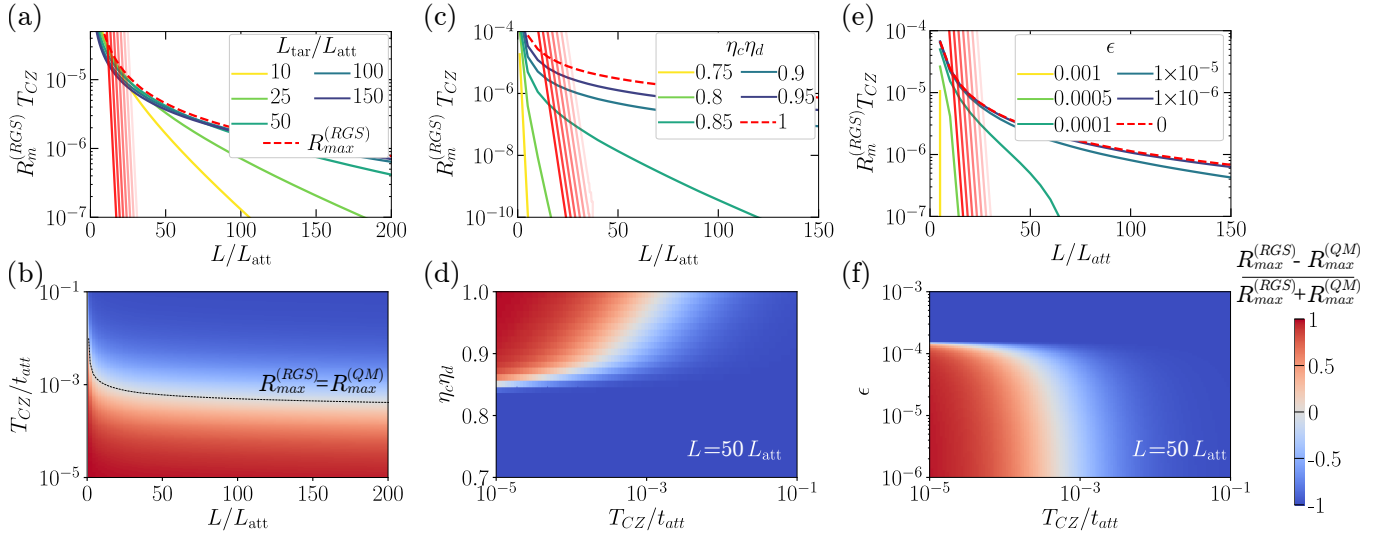 (a)
R_m^(RGS) T_CZ
10^-5
10^-6
10^-7
0 50 100 150 200
L/L_att
L_tar/L_att
10 100
25 150
50
R_max^(RGS)
(c)
R_m^(RGS) T_CZ
10^-4
10^-6
10^-8
10^-10
0 50 100 150
L/L_att
η_c η_d
0.75 0.9
0.8 0.95
0.85 1
(e)
R_m^(RGS) T_CZ
10^-4
10^-5
10^-6
10^-7
0 50 100 150
L/L_att
ϵ
0.001 1×10^-5
0.0005 1×10^-6
0.0001 0
(b)
T_CZ/t_att
10^-1
10^-3
10^-5
0 50 100 150 200
L/L_att
R_max^(RGS)=R_max^(QM)
(d)
η_c η_d
1.0
0.9
0.8
0.7
10^-5 10^-3 10^-1
T_CZ/t_att
L=50 L_att
(f)
ϵ
10^-3
10^-4
10^-5
10^-6
10^-5 10^-3 10^-1
T_CZ/t_att
L=50 L_att
R_max^(RGS) - R_max^(QM)
R_max^(RGS) + R_max^(QM)
1
0.5
0
-0.5
-1